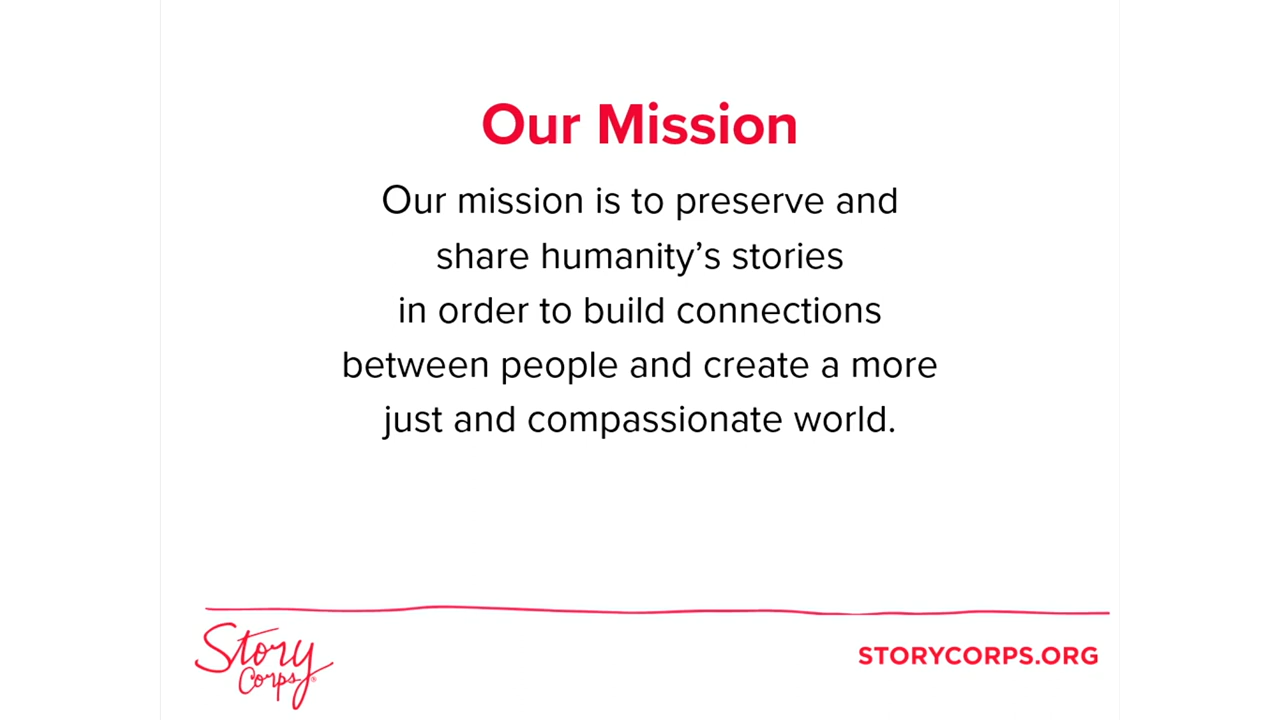 Our Mission
Our mission is to preserve and
share humanity’s stories
in order to build connections
between people and create a more
just and compassionate world.
Story
Corps®
STORYCORPS.ORG